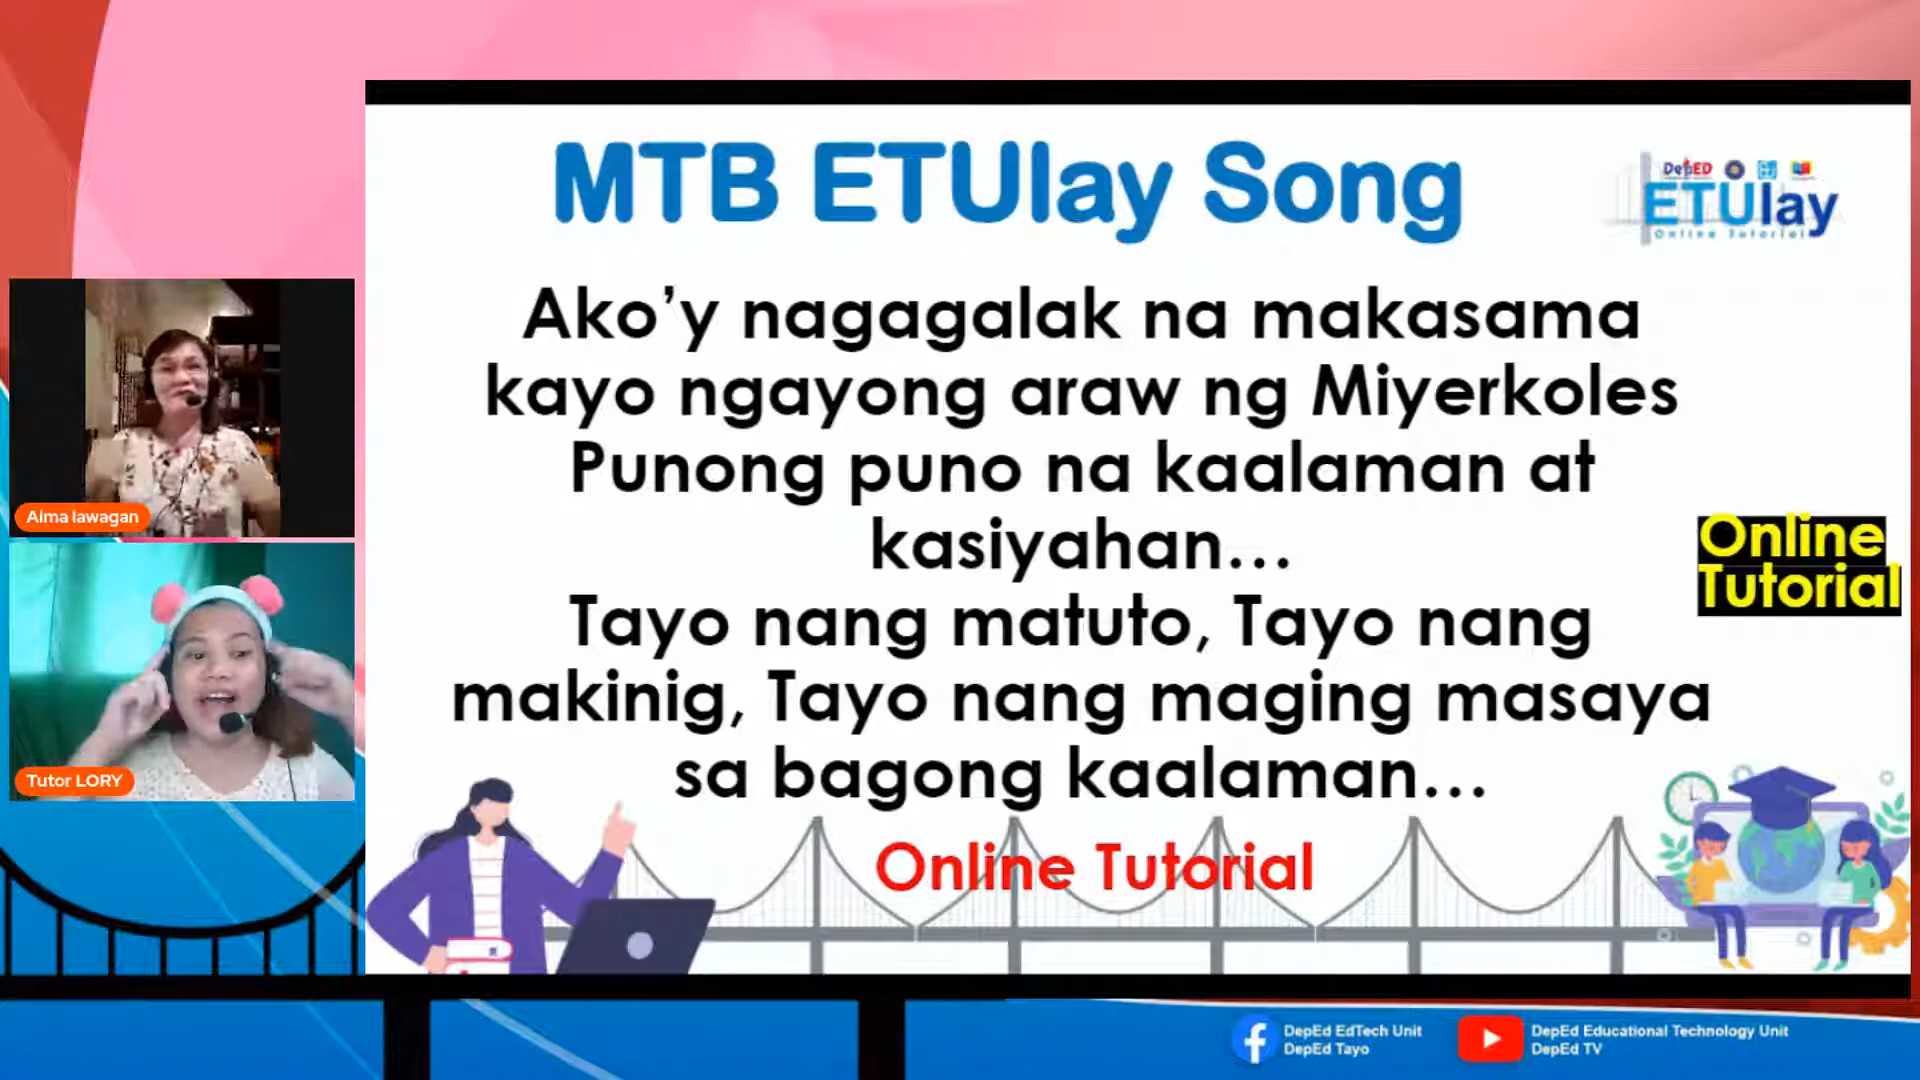 MTB ETUlay Song
DepED
ETUlay
Online Tutorial
Ako’y nagagalak na makasama
kayo ngayong araw ng Miyerkoles
Punong puno na kaalaman at
kasiyahan...
Tayo nang matuto, Tayo nang
makinig, Tayo nang maging masaya
sa bagong kaalaman...
Online Tutorial
Online
Tutorial
Alma lawagan
Tutor LORY
DepEd EdTech Unit
DepEd Tayo
DepEd Educational Technology Unit
DepEd TV